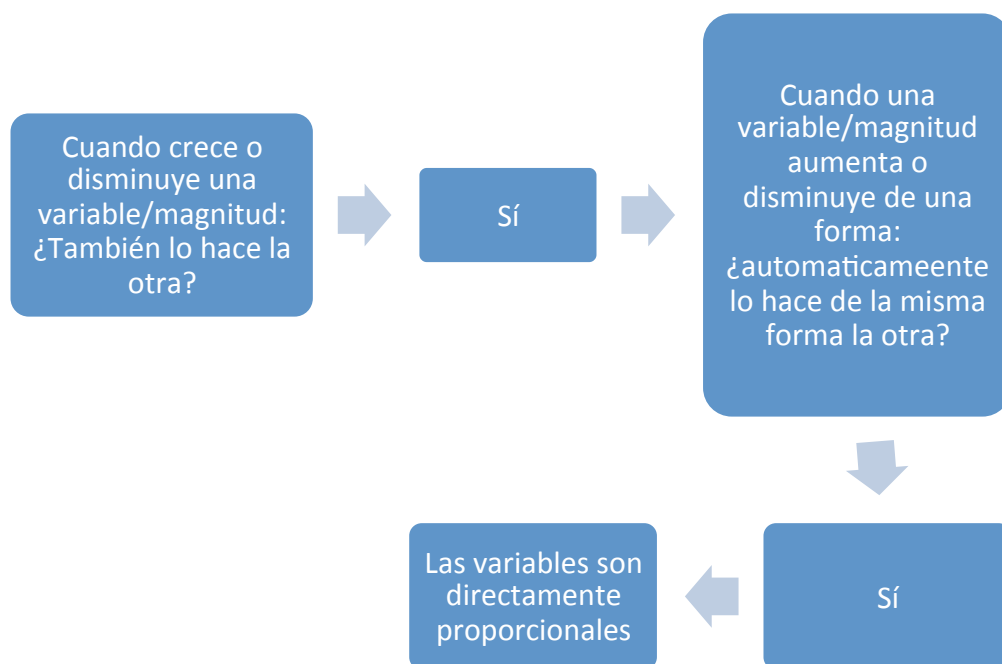 Cuando crece o
disminuye una
variable/magnitud:
¿También lo hace la
otra?
Sí
Cuando una
variable/magnitud
aumenta o
disminuye de una
forma:
¿automaticameente
lo hace de la misma
forma la otra?
Sí
Las variables son
directamente
proporcionales